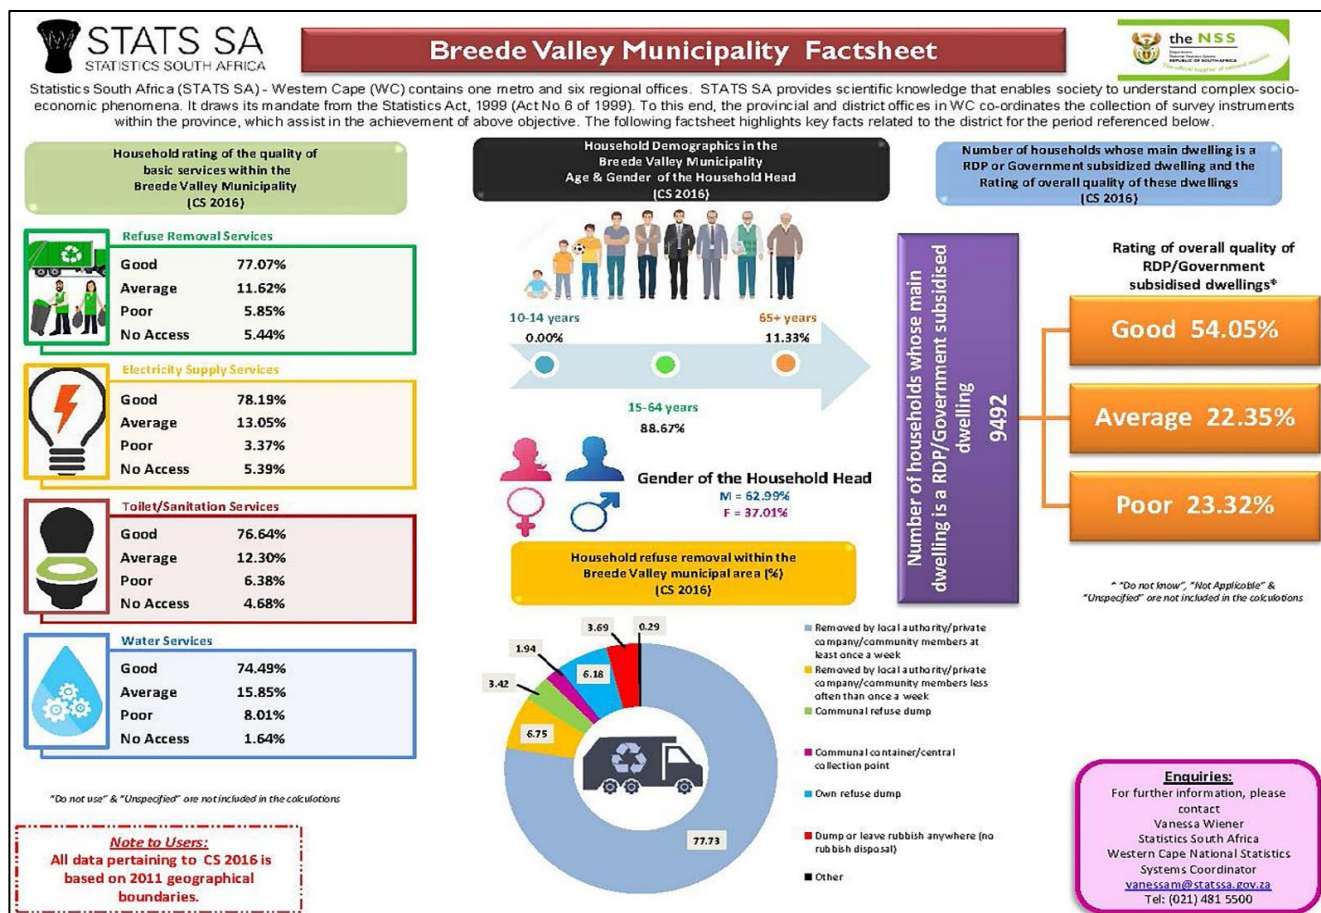 STATS SA
STATISTICS SOUTH AFRICA
Breede Valley Municipality Factsheet
the NSS
REPUBLIC OF SOUTH AFRICA
Statistics South Africa (STATS SA) - Western Cape (WC) contains one metro and six regional offices. STATS SA provides scientific knowledge that enables society to understand complex socio-
economic phenomena. It draws its mandate from the Statistics Act, 1999 (Act No 6 of 1999). To this end, the provincial and district offices in WC co-ordinates the collection of survey instruments
within the province, which assist in the achievement of above objective. The following factsheet highlights key facts related to the district for the period referenced below.
Household rating of the quality of
basic services within the
Breede Valley Municipality
(CS 2016)
Refuse Removal Services
Good 77.07%
Average 11.62%
Poor 5.85%
No Access 5.44%
Electricity Supply Services
Good 78.19%
Average 13.05%
Poor 3.37%
No Access 5.39%
Toilet/Sanitation Services
Good 76.64%
Average 12.30%
Poor 6.38%
No Access 4.68%
Water Services
Good 74.49%
Average 15.85%
Poor 8.01%
No Access 1.64%
"Do not use" & "Unspecified" are not included in the calculations
Note to Users:
All data pertaining to CS 2016 is
based on 2011 geographical
boundaries.
Household Demographics in the
Breede Valley Municipality
Age & Gender of the Household Head
(CS 2016)
10-14 years
0.00%
65+ years
11.33%
15-64 years
88.67%
Gender of the Household Head
M = 62.99%
F = 37.01%
Household refuse removal within the
Breede Valley municipal area (%)
(CS 2016)
0.29
3.69
6.18
1.94
3.42
6.75
77.73
Removed by local authority/private
company/community members at
least once a week
Removed by local authority/private
company/community members less
often than once a week
Communal refuse dump
Communal container/central
collection point
Own refuse dump
Dump or leave rubbish anywhere (no
rubbish disposal)
Other
Number of households whose main dwelling is a
RDP or Government subsidized dwelling and the
Rating of overall quality of these dwellings
(CS 2016)
Number of households whose main
dwelling is a RDP/Government subsidised
dwelling
9492
Rating of overall quality of
RDP/Government
subsidised dwellings*
Good 54.05%
Average 22.35%
Poor 23.32%
* "Do not know", "Not Applicable" &
"Unspecified" are not included in the calculations
Enquiries:
For further information, please
contact
Vanessa Wiener
Statistics South Africa
Western Cape National Statistics
Systems Coordinator
vanessam@statssa.gov.za
Tel: (021) 481 5500